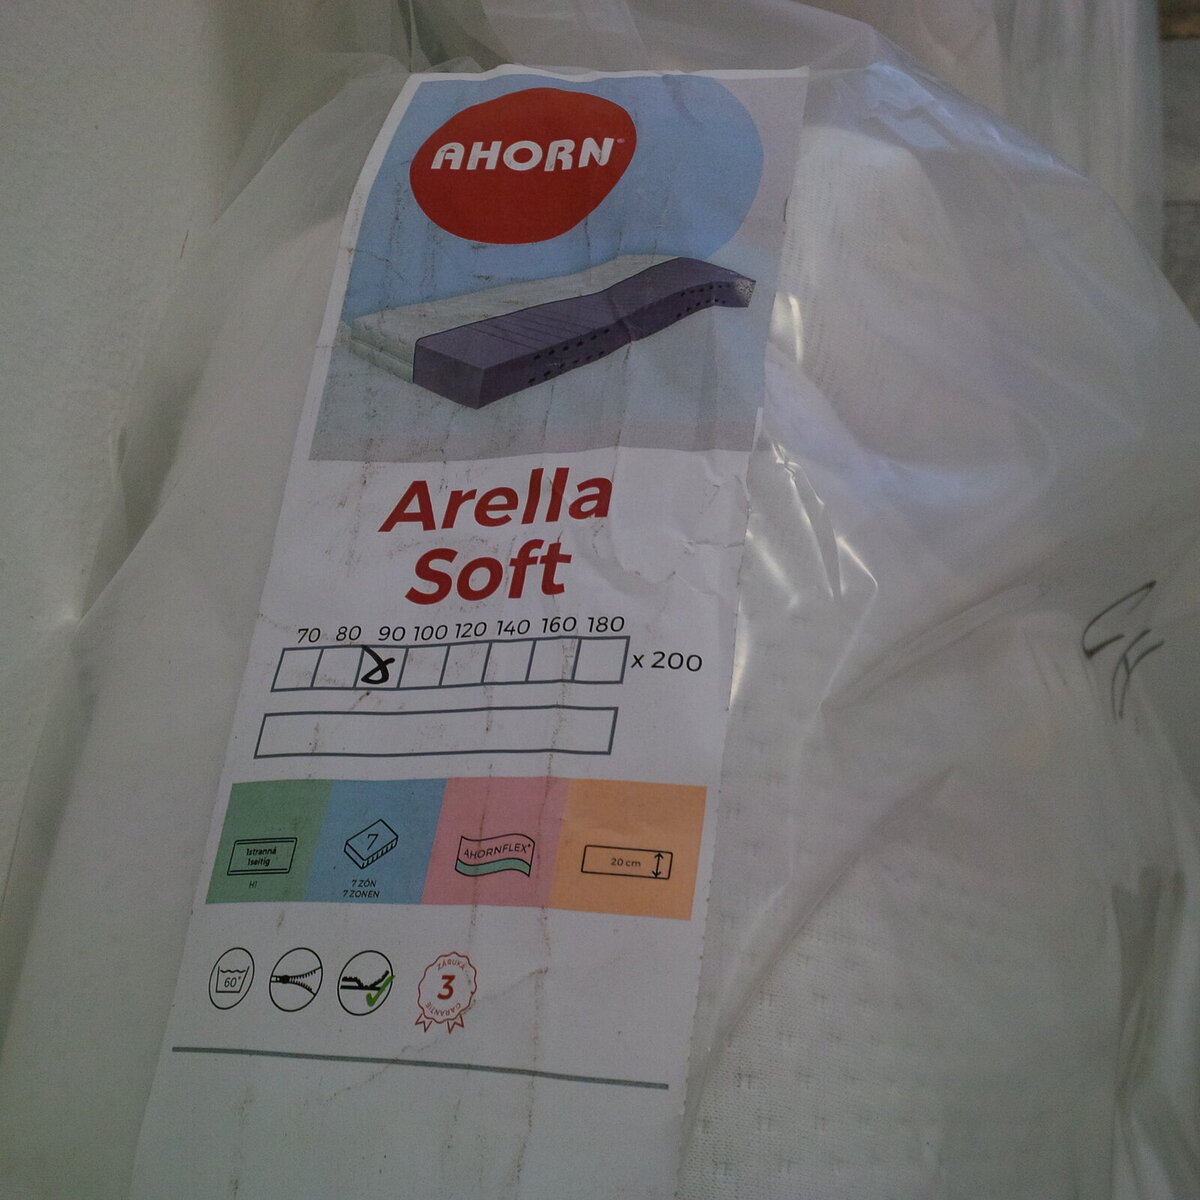 AHORN®
Arella
Soft
70 80 90 100 120 140 160 180
x 200
1stranná
1seitig
H1
7
7 ZÓN
7 ZONEN
AHORNFLEX®
20 cm
60°
ZÁRUKA
3
GARANTIE